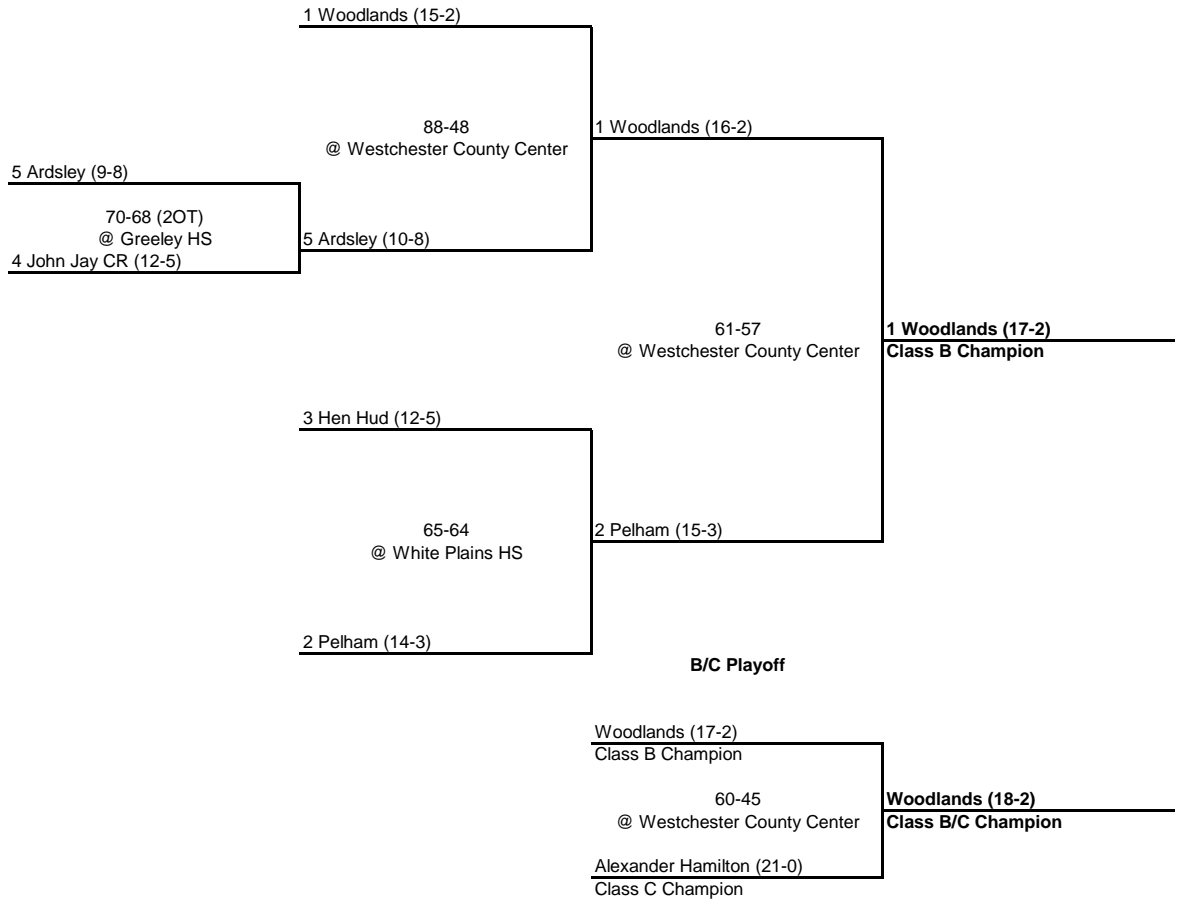 1 Woodlands (15-2)
88-48
@ Westchester County Center
1 Woodlands (16-2)
5 Ardsley (9-8)
70-68 (2OT)
@ Greeley HS
5 Ardsley (10-8)
4 John Jay CR (12-5)
61-57
@ Westchester County Center
1 Woodlands (17-2)
Class B Champion
3 Hen Hud (12-5)
65-64
@ White Plains HS
2 Pelham (15-3)
2 Pelham (14-3)
B/C Playoff
Woodlands (17-2)
Class B Champion
60-45
@ Westchester County Center
Woodlands (18-2)
Class B/C Champion
Alexander Hamilton (21-0)
Class C Champion